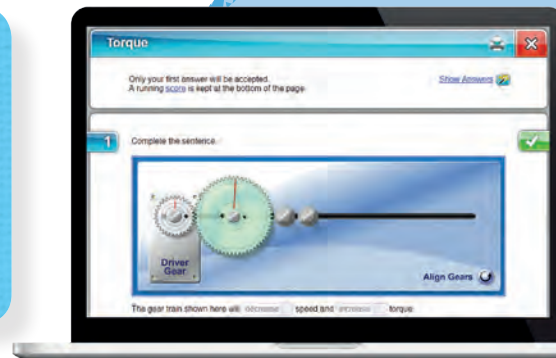 Torque
Only your first answer will be accepted.
A running score is kept at the bottom of the page.
Show Answers
1
Complete the sentence.
Driver
Gear
Align Gears
The gear train shown here will decrease speed and increase torque.